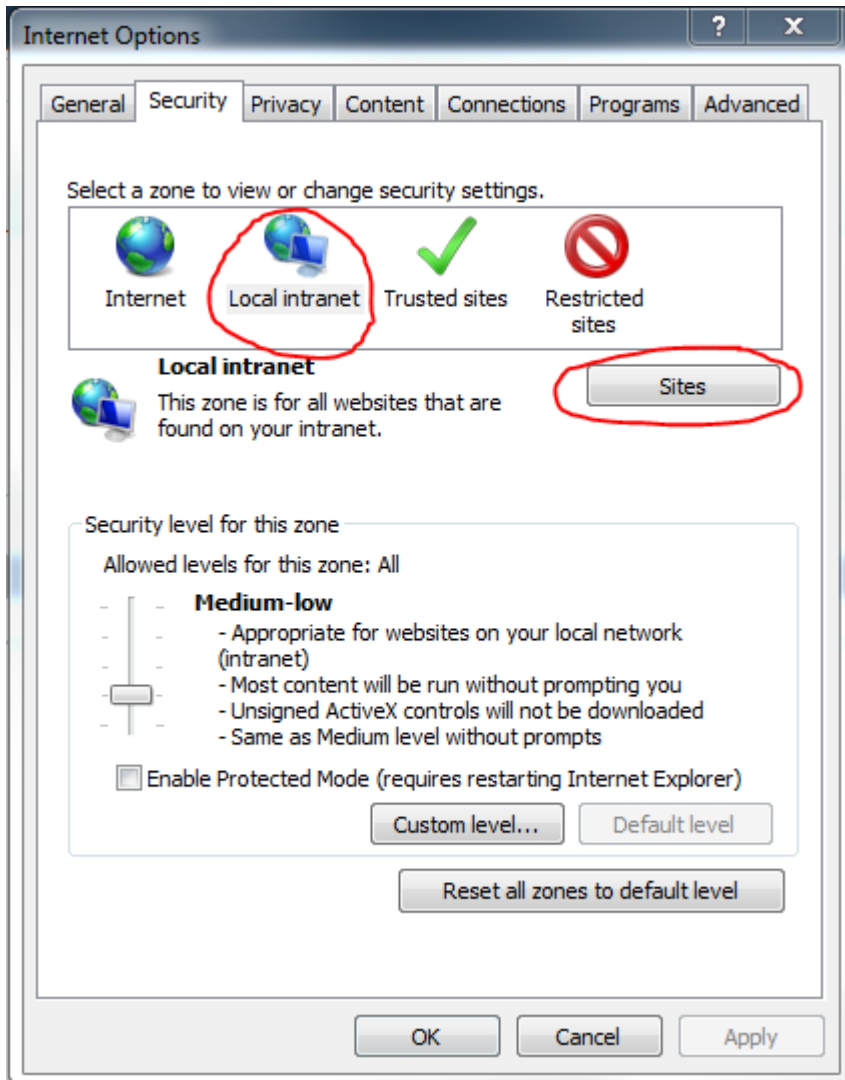 Internet Options
?
X
General Security Privacy Content Connections Programs Advanced
Select a zone to view or change security settings.
Internet Local intranet Trusted sites Restricted
sites
Local intranet
Sites
This zone is for all websites that are
found on your intranet.
Security level for this zone
Allowed levels for this zone: All
Medium-low
- Appropriate for websites on your local network
(intranet)
- Most content will be run without prompting you
- Unsigned ActiveX controls will not be downloaded
- Same as Medium level without prompts
Enable Protected Mode (requires restarting Internet Explorer)
Custom level... Default level
Reset all zones to default level
OK Cancel Apply